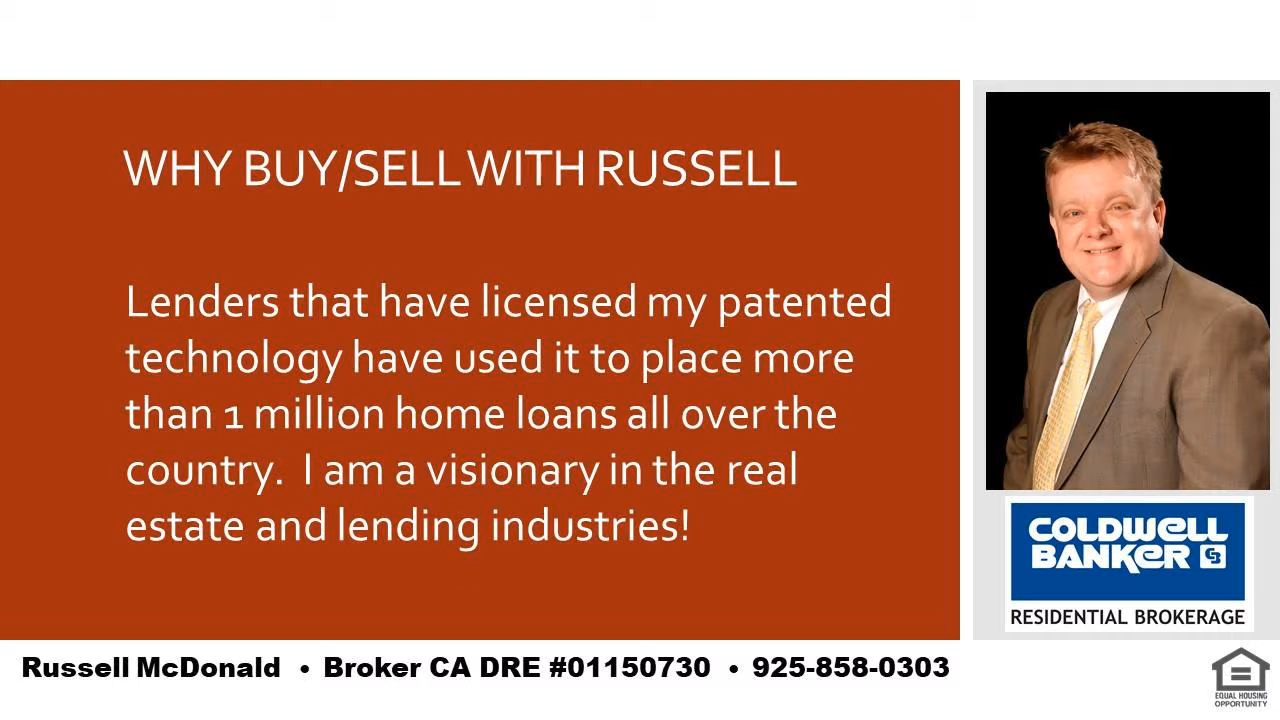 WHY BUY/SELL WITH RUSSELL
Lenders that have licensed my patented
technology have used it to place more
than 1 million home loans all over the
country.  I am a visionary in the real
estate and lending industries!
COLDWELL
BANKER CB
RESIDENTIAL BROKERAGE
Russell McDonald • Broker CA DRE #01150730 • 925-858-0303
EQUAL HOUSING
OPPORTUNITY